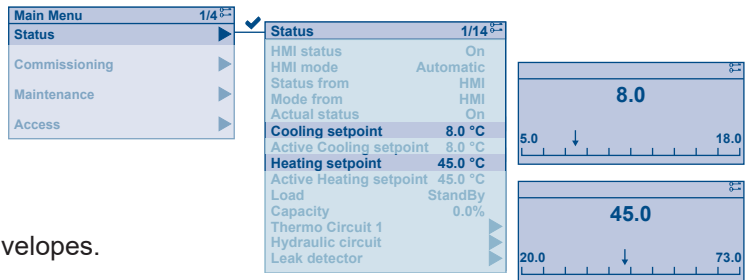 Main Menu 1/4
Status
Commissioning
Maintenance
Access
Status 1/14
HMI status On
HMI mode Automatic
Status from HMI
Mode from HMI
Actual status On
Cooling setpoint 8.0 °C
Active Cooling setpoint 8.0 °C
Heating setpoint 45.0 °C
Active Heating setpoint 45.0 °C
Load StandBy
Capacity 0.0%
Thermo Circuit 1
Hydraulic circuit
Leak detector
8.0
5.0 18.0
45.0
20.0 73.0
velopes.